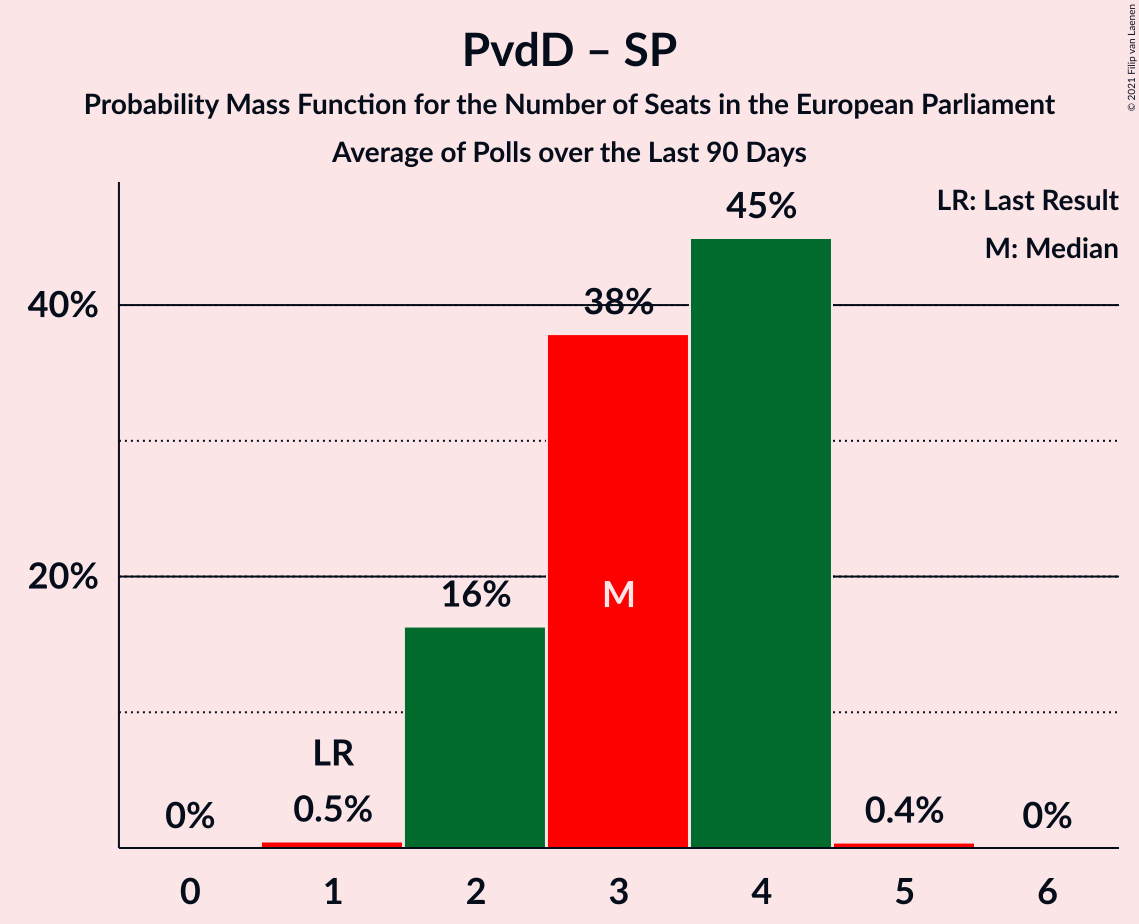 PvdD – SP
Probability Mass Function for the Number of Seats in the European Parliament
Average of Polls over the Last 90 Days
© 2021 Filip van Laenen
LR: Last Result
M: Median
45%
40%
38%
20%
16%
M
LR
0%
0.5%
0.4%
0%
0 1 2 3 4 5 6